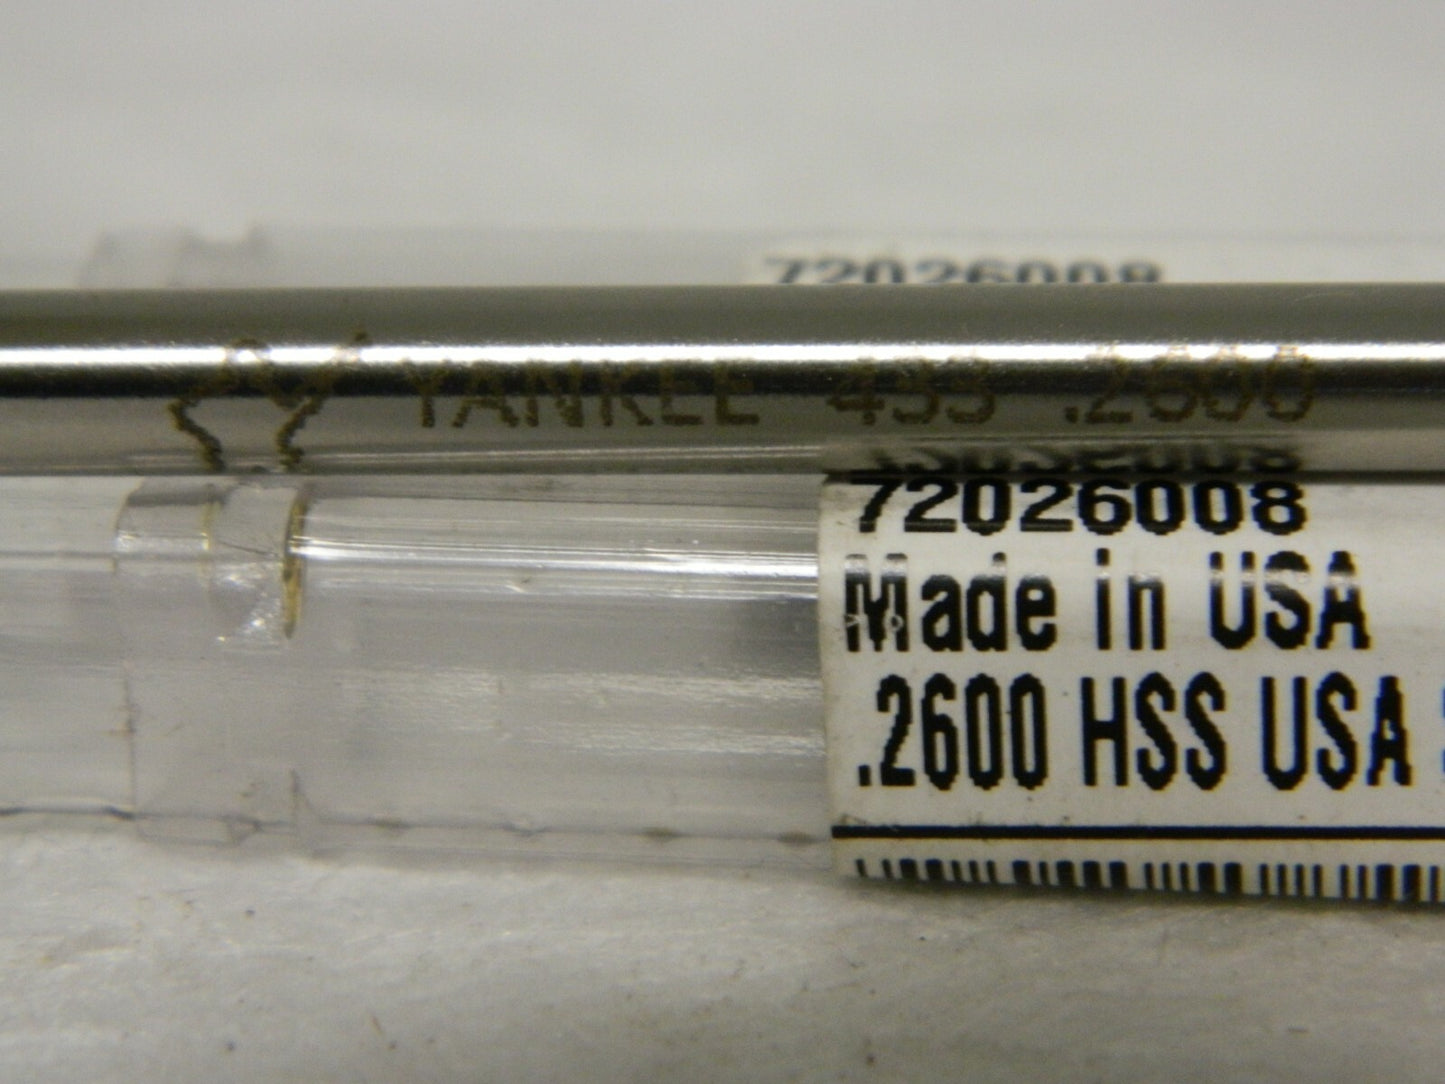 72026008
YANKEE 433 .2600
72026008
Made in USA
.2600 HSS USA